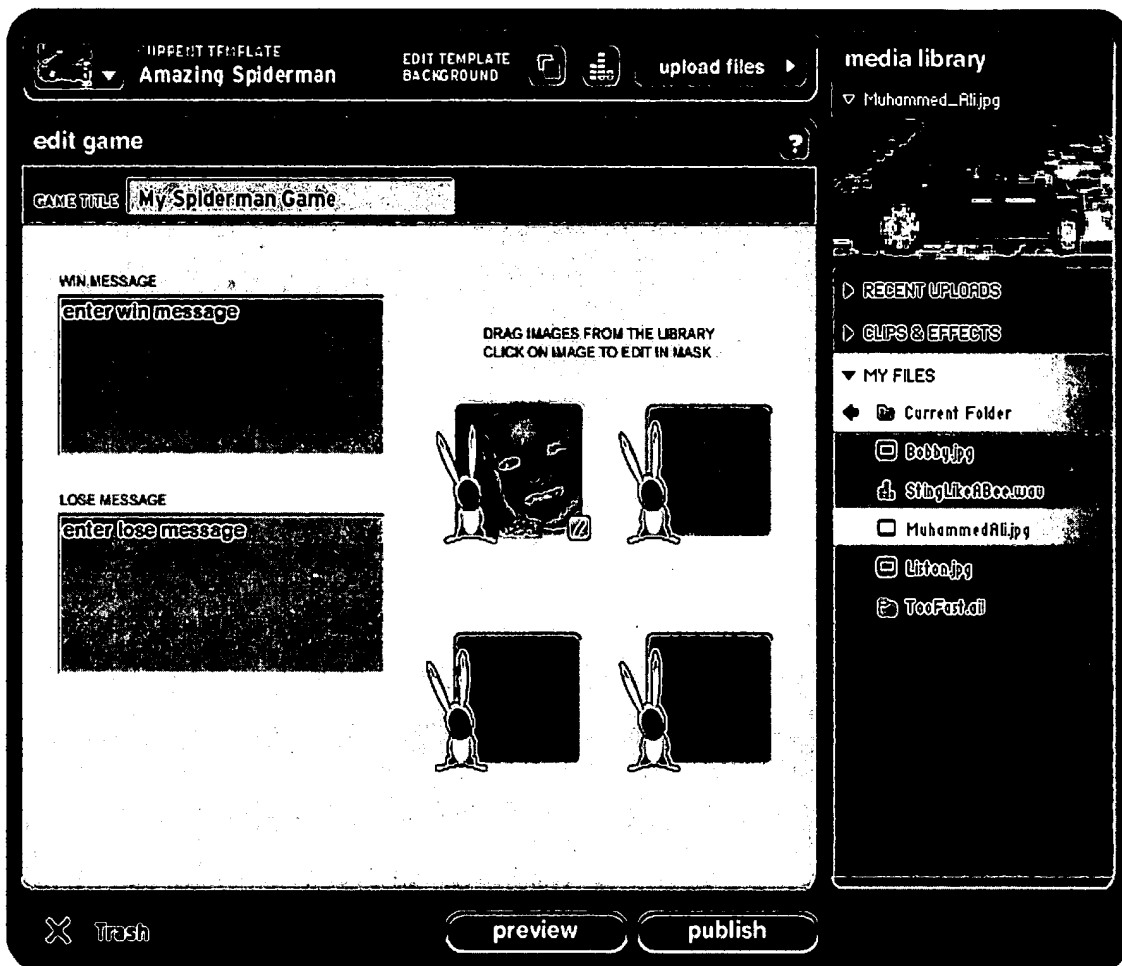 CURRENT TEMPLATE
Amazing Spiderman
EDIT TEMPLATE
BACKGROUND
upload files
edit game
?
GAME TITLE
My Spiderman Game
WIN MESSAGE
enter win message
LOSE MESSAGE
enter lose message
DRAG IMAGES FROM THE LIBRARY
CLICK ON IMAGE TO EDIT IN MASK
Trash
preview
publish
media library
Muhammed_Ali.jpg
RECENT UPLOADS
CLIPS & EFFECTS
MY FILES
Current Folder
Bobby.jpg
StingLikeABee.wav
MuhammedAli.jpg
Liston.jpg
TooFast.ail